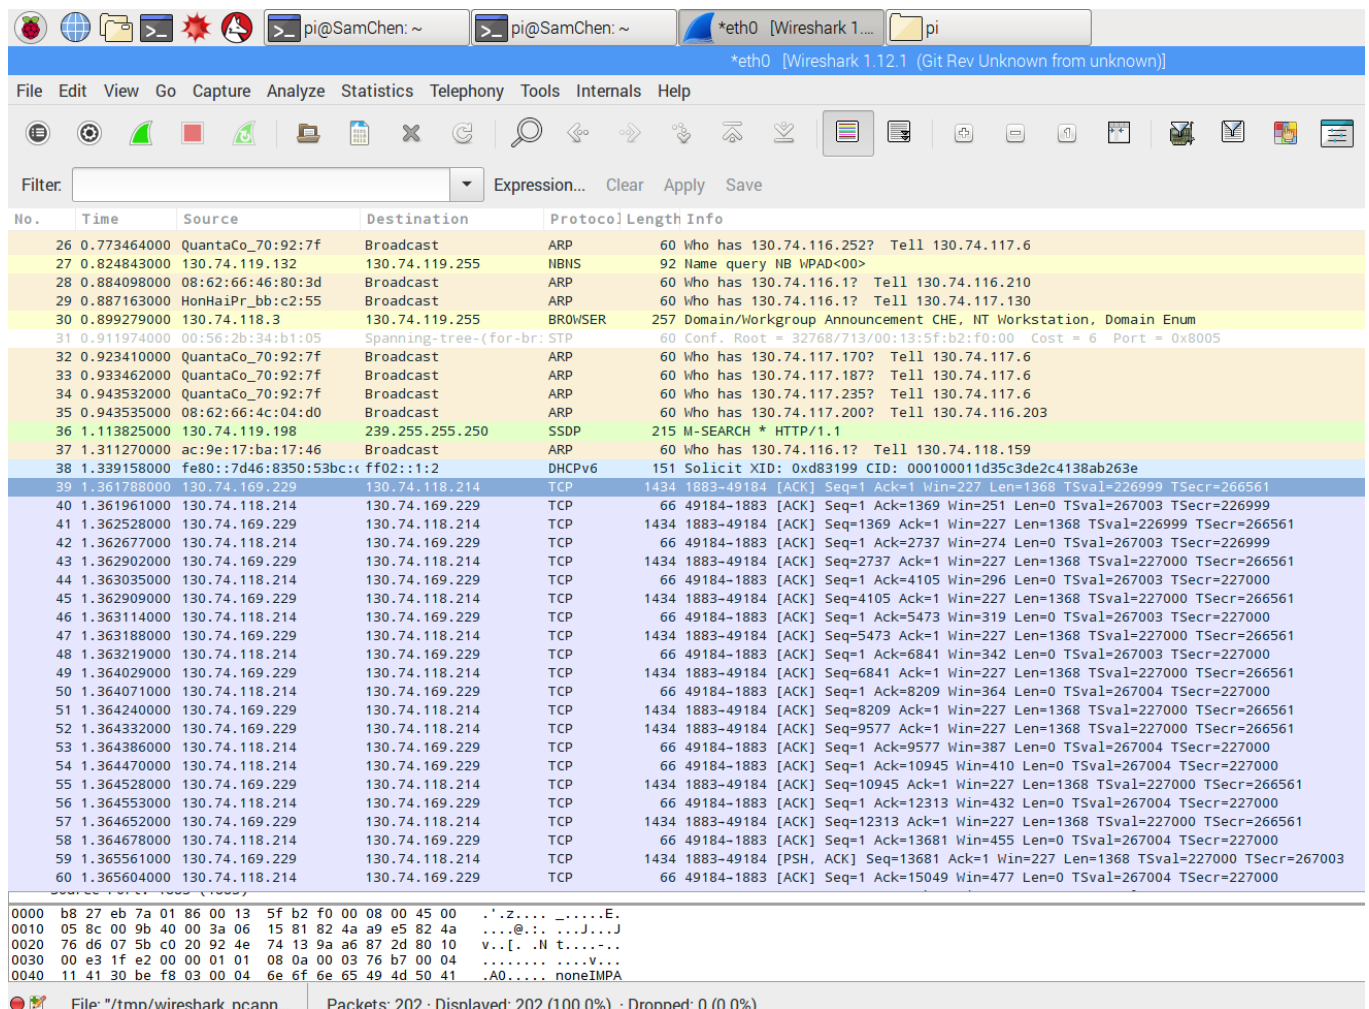 pi@SamChen: ~ pi@SamChen: ~ *eth0 [Wireshark 1.... pi
*eth0 [Wireshark 1.12.1 (Git Rev Unknown from unknown)]
File Edit View Go Capture Analyze Statistics Telephony Tools Internals Help
Filter: Expression... Clear Apply Save
No. Time Source Destination Protocol Length Info
26 0.773464000 QuantaCo_70:92:7f Broadcast ARP 60 Who has 130.74.116.252? Tell 130.74.117.6
27 0.824843000 130.74.119.132 130.74.119.255 NBNS 92 Name query NB WPAD<00>
28 0.884098000 08:62:66:46:80:3d Broadcast ARP 60 Who has 130.74.116.1? Tell 130.74.116.210
29 0.887163000 HonHaiPr_bb:c2:55 Broadcast ARP 60 Who has 130.74.116.1? Tell 130.74.117.130
30 0.899279000 130.74.118.3 130.74.119.255 BROWSER 257 Domain/Workgroup Announcement CHE, NT Workstation, Domain Enum
31 0.911974000 00:56:2b:34:b1:05 Spanning-tree-(for-br: STP 60 Conf. Root = 32768/713/00:13:5f:b2:f0:00 Cost = 6 Port = 0x8005
32 0.923410000 QuantaCo_70:92:7f Broadcast ARP 60 Who has 130.74.117.170? Tell 130.74.117.6
33 0.933462000 QuantaCo_70:92:7f Broadcast ARP 60 Who has 130.74.117.187? Tell 130.74.117.6
34 0.943532000 QuantaCo_70:92:7f Broadcast ARP 60 Who has 130.74.117.235? Tell 130.74.117.6
35 0.943535000 08:62:66:4c:04:d0 Broadcast ARP 60 Who has 130.74.117.200? Tell 130.74.116.203
36 1.113825000 130.74.119.198 239.255.255.250 SSDP 215 M-SEARCH * HTTP/1.1
37 1.311270000 ac:9e:17:ba:17:46 Broadcast ARP 60 Who has 130.74.116.1? Tell 130.74.118.159
38 1.339158000 fe80::7d46:8350:53bc:( ff02::1:2 DHCPv6 151 Solicit XID: 0xd83199 CID: 000100011d35c3de2c4138ab263e
39 1.361788000 130.74.169.229 130.74.118.214 TCP 1434 1883→49184 [ACK] Seq=1 Ack=1 Win=227 Len=1368 TSval=226999 TSecr=266561
40 1.361961000 130.74.118.214 130.74.169.229 TCP 66 49184→1883 [ACK] Seq=1 Ack=1369 Win=251 Len=0 TSval=267003 TSecr=226999
41 1.362528000 130.74.169.229 130.74.118.214 TCP 1434 1883→49184 [ACK] Seq=1369 Ack=1 Win=227 Len=1368 TSval=226999 TSecr=266561
42 1.362677000 130.74.118.214 130.74.169.229 TCP 66 49184→1883 [ACK] Seq=1 Ack=2737 Win=274 Len=0 TSval=267003 TSecr=226999
43 1.362902000 130.74.169.229 130.74.118.214 TCP 1434 1883→49184 [ACK] Seq=2737 Ack=1 Win=227 Len=1368 TSval=227000 TSecr=266561
44 1.363035000 130.74.118.214 130.74.169.229 TCP 66 49184→1883 [ACK] Seq=1 Ack=4105 Win=296 Len=0 TSval=267003 TSecr=227000
45 1.362909000 130.74.169.229 130.74.118.214 TCP 1434 1883→49184 [ACK] Seq=4105 Ack=1 Win=227 Len=1368 TSval=227000 TSecr=266561
46 1.363114000 130.74.118.214 130.74.169.229 TCP 66 49184→1883 [ACK] Seq=1 Ack=5473 Win=319 Len=0 TSval=267003 TSecr=227000
47 1.363188000 130.74.169.229 130.74.118.214 TCP 1434 1883→49184 [ACK] Seq=5473 Ack=1 Win=227 Len=1368 TSval=227000 TSecr=266561
48 1.363219000 130.74.118.214 130.74.169.229 TCP 66 49184→1883 [ACK] Seq=1 Ack=6841 Win=342 Len=0 TSval=267003 TSecr=227000
49 1.364029000 130.74.169.229 130.74.118.214 TCP 1434 1883→49184 [ACK] Seq=6841 Ack=1 Win=227 Len=1368 TSval=227000 TSecr=266561
50 1.364071000 130.74.118.214 130.74.169.229 TCP 66 49184→1883 [ACK] Seq=1 Ack=8209 Win=364 Len=0 TSval=267004 TSecr=227000
51 1.364240000 130.74.169.229 130.74.118.214 TCP 1434 1883→49184 [ACK] Seq=8209 Ack=1 Win=227 Len=1368 TSval=227000 TSecr=266561
52 1.364332000 130.74.169.229 130.74.118.214 TCP 1434 1883→49184 [ACK] Seq=9577 Ack=1 Win=227 Len=1368 TSval=227000 TSecr=266561
53 1.364386000 130.74.118.214 130.74.169.229 TCP 66 49184→1883 [ACK] Seq=1 Ack=9577 Win=387 Len=0 TSval=267004 TSecr=227000
54 1.364470000 130.74.118.214 130.74.169.229 TCP 66 49184→1883 [ACK] Seq=1 Ack=10945 Win=410 Len=0 TSval=267004 TSecr=227000
55 1.364528000 130.74.169.229 130.74.118.214 TCP 1434 1883→49184 [ACK] Seq=10945 Ack=1 Win=227 Len=1368 TSval=227000 TSecr=266561
56 1.364553000 130.74.118.214 130.74.169.229 TCP 66 49184→1883 [ACK] Seq=1 Ack=12313 Win=432 Len=0 TSval=267004 TSecr=227000
57 1.364652000 130.74.169.229 130.74.118.214 TCP 1434 1883→49184 [ACK] Seq=12313 Ack=1 Win=227 Len=1368 TSval=227000 TSecr=266561
58 1.364678000 130.74.118.214 130.74.169.229 TCP 66 49184→1883 [ACK] Seq=1 Ack=13681 Win=455 Len=0 TSval=267004 TSecr=227000
59 1.365561000 130.74.169.229 130.74.118.214 TCP 1434 1883→49184 [PSH, ACK] Seq=13681 Ack=1 Win=227 Len=1368 TSval=227000 TSecr=267003
60 1.365604000 130.74.118.214 130.74.169.229 TCP 66 49184→1883 [ACK] Seq=1 Ack=15049 Win=477 Len=0 TSval=267004 TSecr=227000
0000 b8 27 eb 7a 01 86 00 13 5f b2 f0 00 08 00 45 00 .'.z.... _.....E.
0010 05 8c 00 9b 40 00 3a 06 15 81 82 4a a9 e5 82 4a ....@.:. ...J...J
0020 76 d6 07 5b c0 20 92 4e 74 13 9a a6 87 2d 80 10 v..[. .N t....-..
0030 00 e3 1f e2 00 00 01 01 08 0a 00 03 76 b7 00 04 ........ ....v...
0040 11 41 30 be f8 03 00 04 6e 6f 6e 65 49 4d 50 41 .A0..... noneIMPA
File: "/tmp/wireshark_pcapn... Packets: 202 · Displayed: 202 (100.0%) · Dropped: 0 (0.0%)